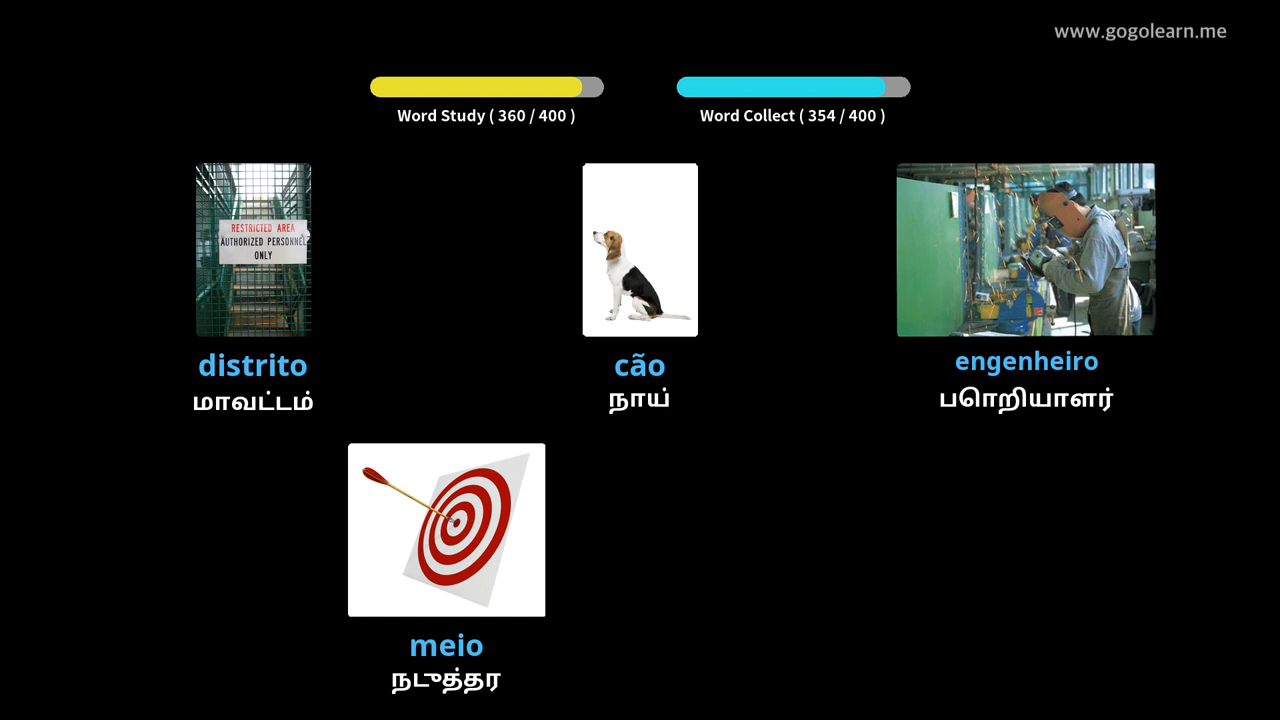 www.gogolearn.me
Word Study ( 360 / 400 )
Word Collect ( 354 / 400 )
RESTRICTED AREA
AUTHORIZED PERSONNEL
ONLY
distrito
cão
engenheiro
மாவட்டம்
நாய்
பொறியாளர்
meio
நடுத்தர